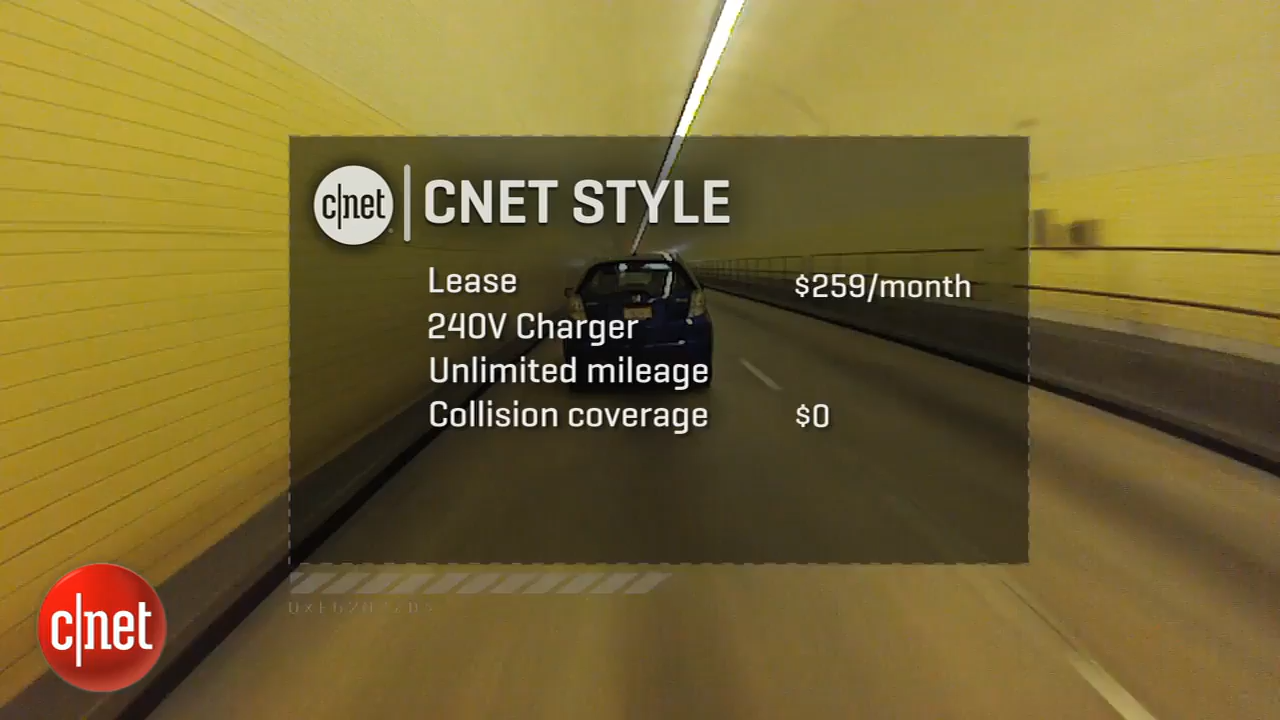 c|net
CNET STYLE
Lease $259/month
240V Charger
Unlimited mileage
Collision coverage $0
c|net